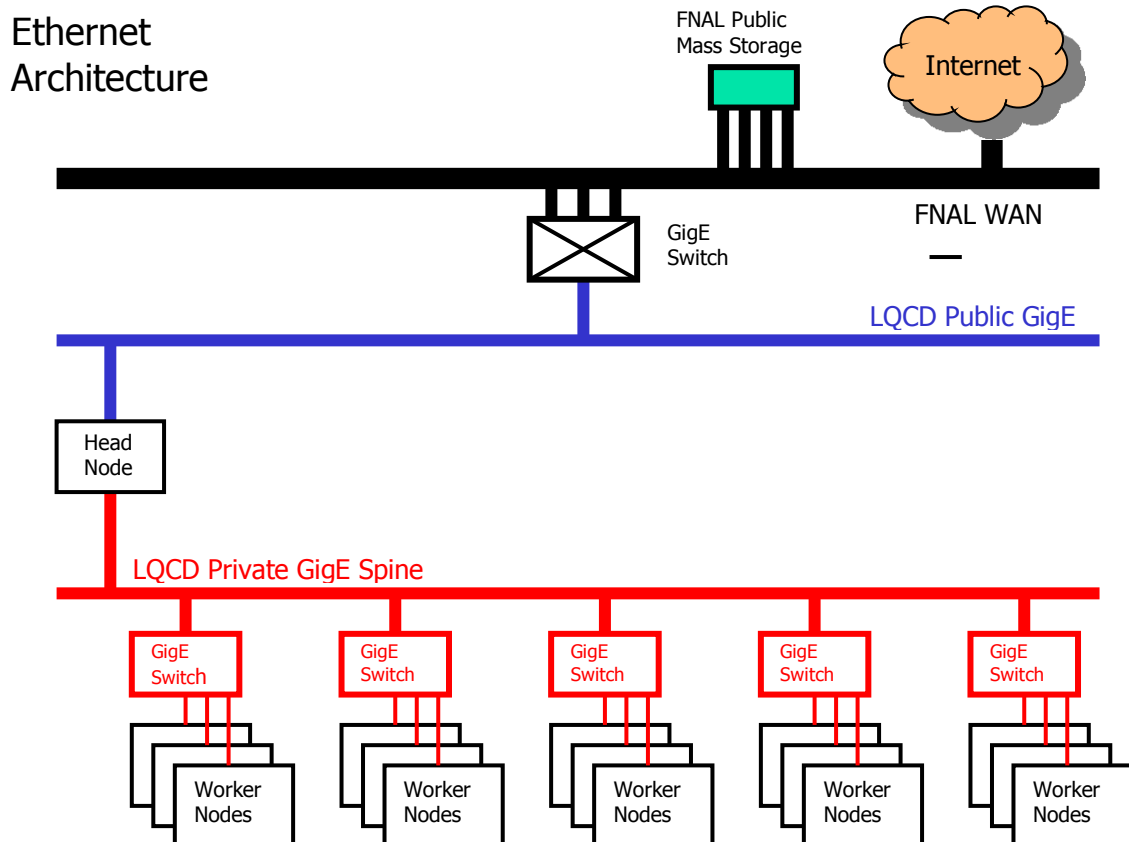 Ethernet
Architecture
FNAL Public
Mass Storage
Internet
FNAL WAN
GigE
Switch
LQCD Public GigE
Head
Node
LQCD Private GigE Spine
GigE
Switch
GigE
Switch
GigE
Switch
GigE
Switch
GigE
Switch
Worker
Nodes
Worker
Nodes
Worker
Nodes
Worker
Nodes
Worker
Nodes